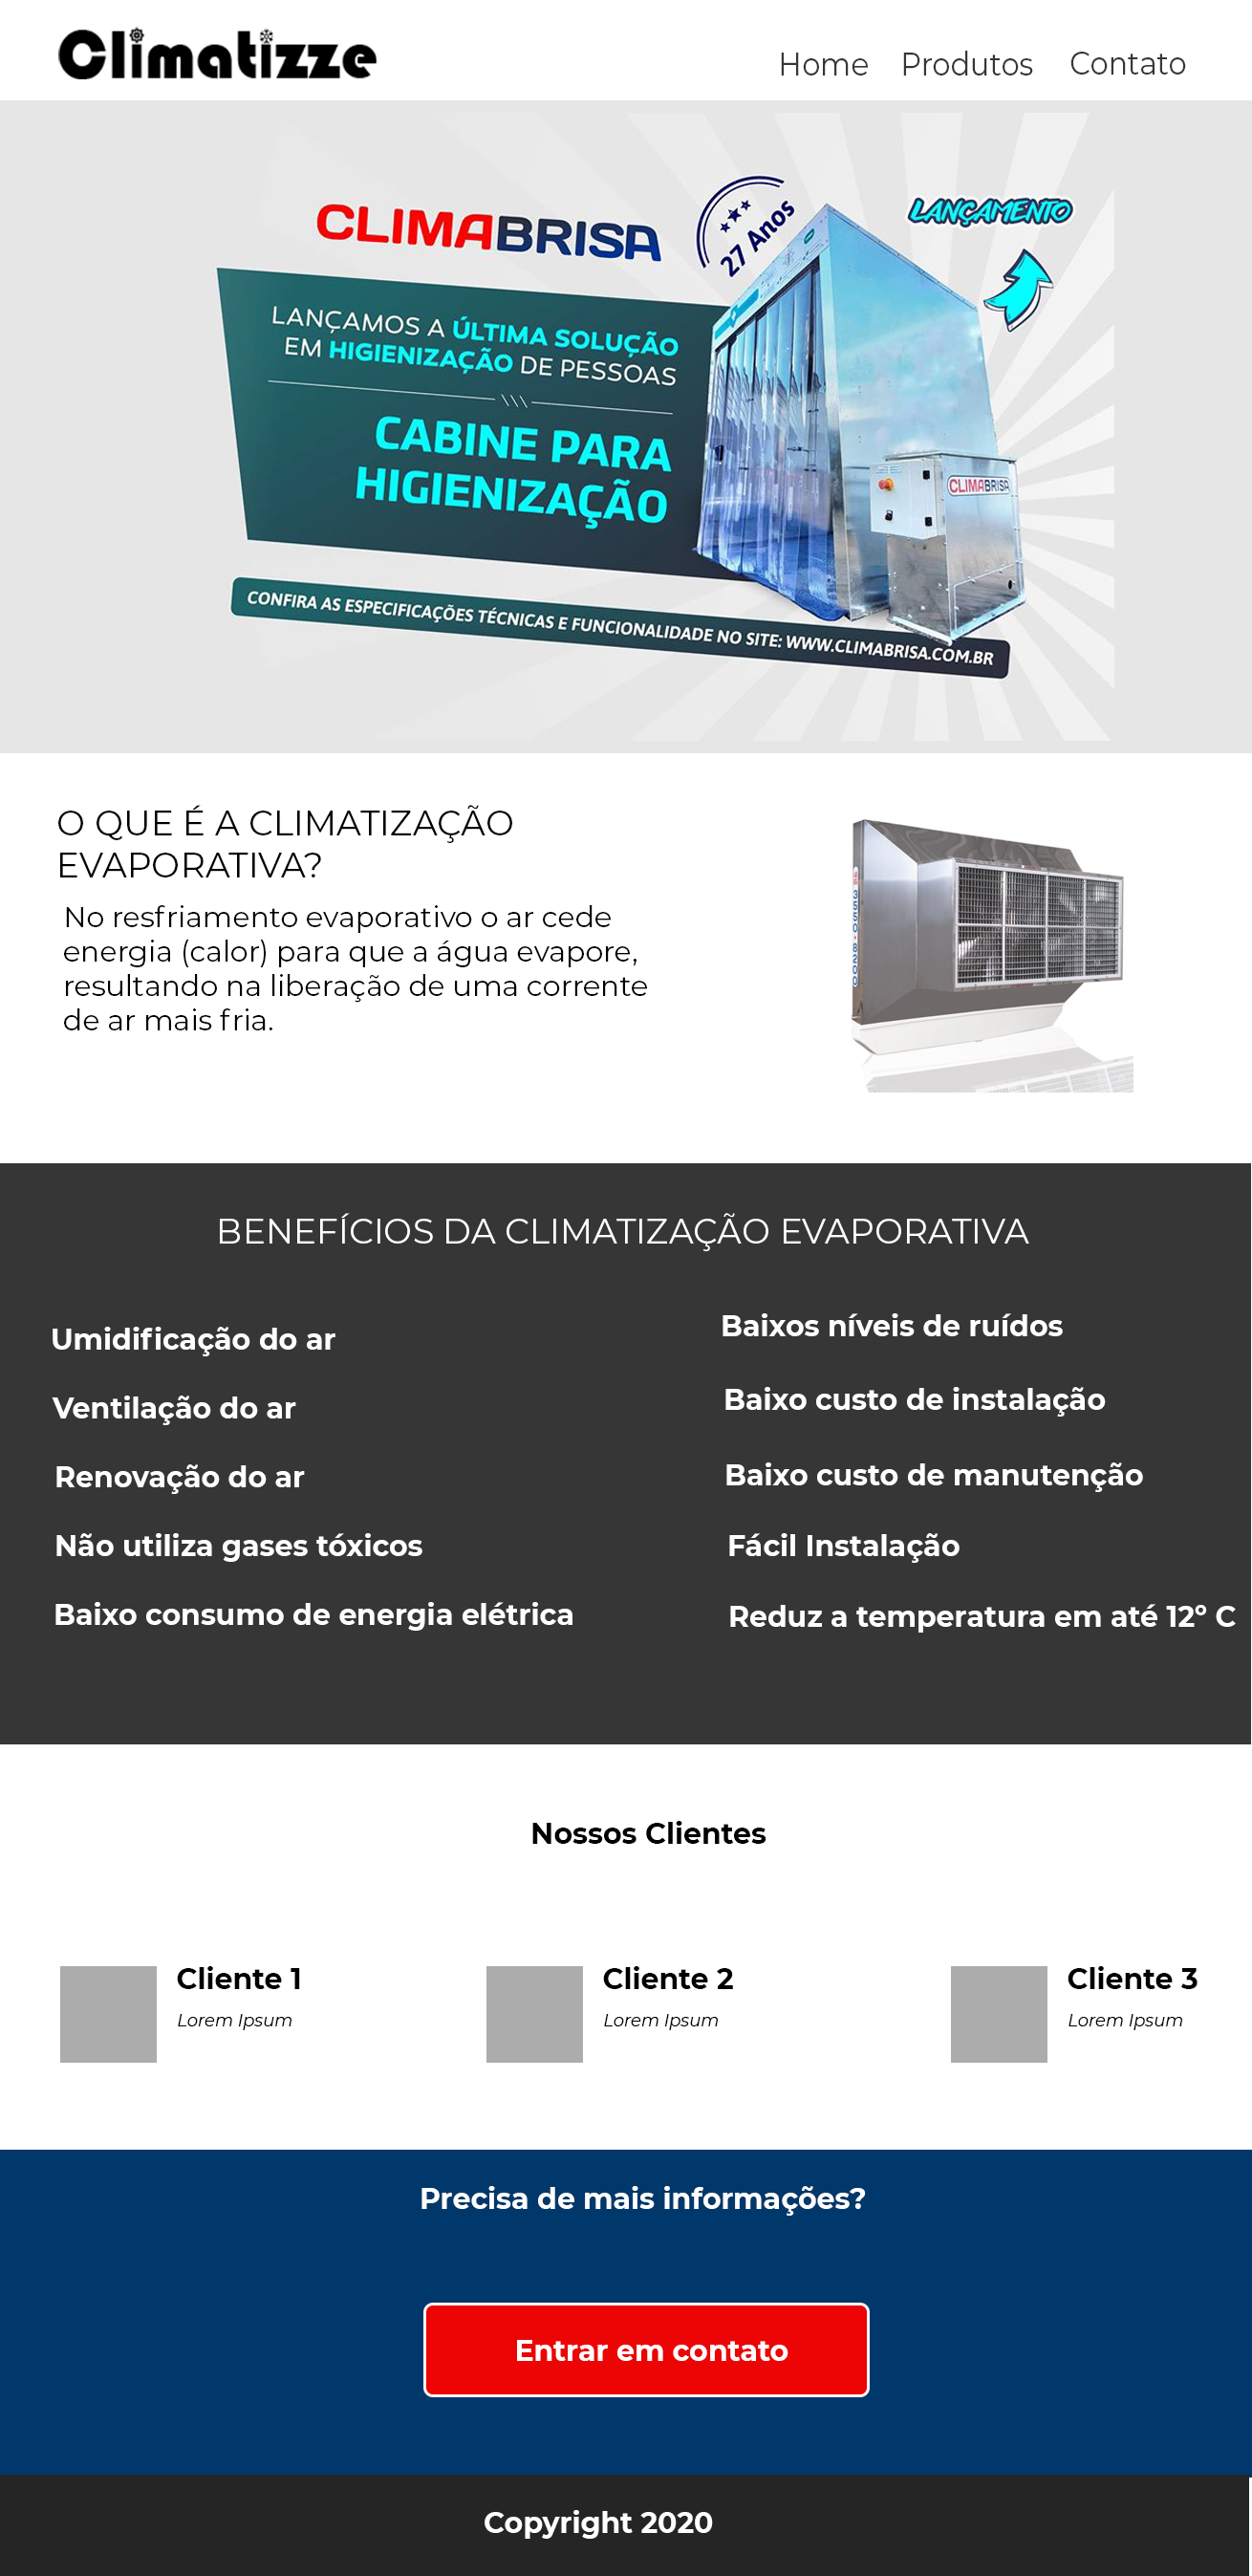 Climatizze
Home Produtos Contato
CLIMABRISA
27 Anos
LANÇAMENTO
LANÇAMOS A ÚLTIMA SOLUÇÃO
EM HIGIENIZAÇÃO DE PESSOAS
CABINE PARA
HIGIENIZAÇÃO
CLIMABRISA
CONFIRA AS ESPECIFICAÇÕES TÉCNICAS E FUNCIONALIDADE NO SITE: WWW.CLIMABRISA.COM.BR
O QUE É A CLIMATIZAÇÃO
EVAPORATIVA?
No resfriamento evaporativo o ar cede
energia (calor) para que a água evapore,
resultando na liberação de uma corrente
de ar mais fria.
BENEFÍCIOS DA CLIMATIZAÇÃO EVAPORATIVA
Umidificação do ar
Ventilação do ar
Renovação do ar
Não utiliza gases tóxicos
Baixo consumo de energia elétrica
Baixos níveis de ruídos
Baixo custo de instalação
Baixo custo de manutenção
Fácil Instalação
Reduz a temperatura em até 12º C
Nossos Clientes
Cliente 1
Lorem Ipsum
Cliente 2
Lorem Ipsum
Cliente 3
Lorem Ipsum
Precisa de mais informações?
Entrar em contato
Copyright 2020